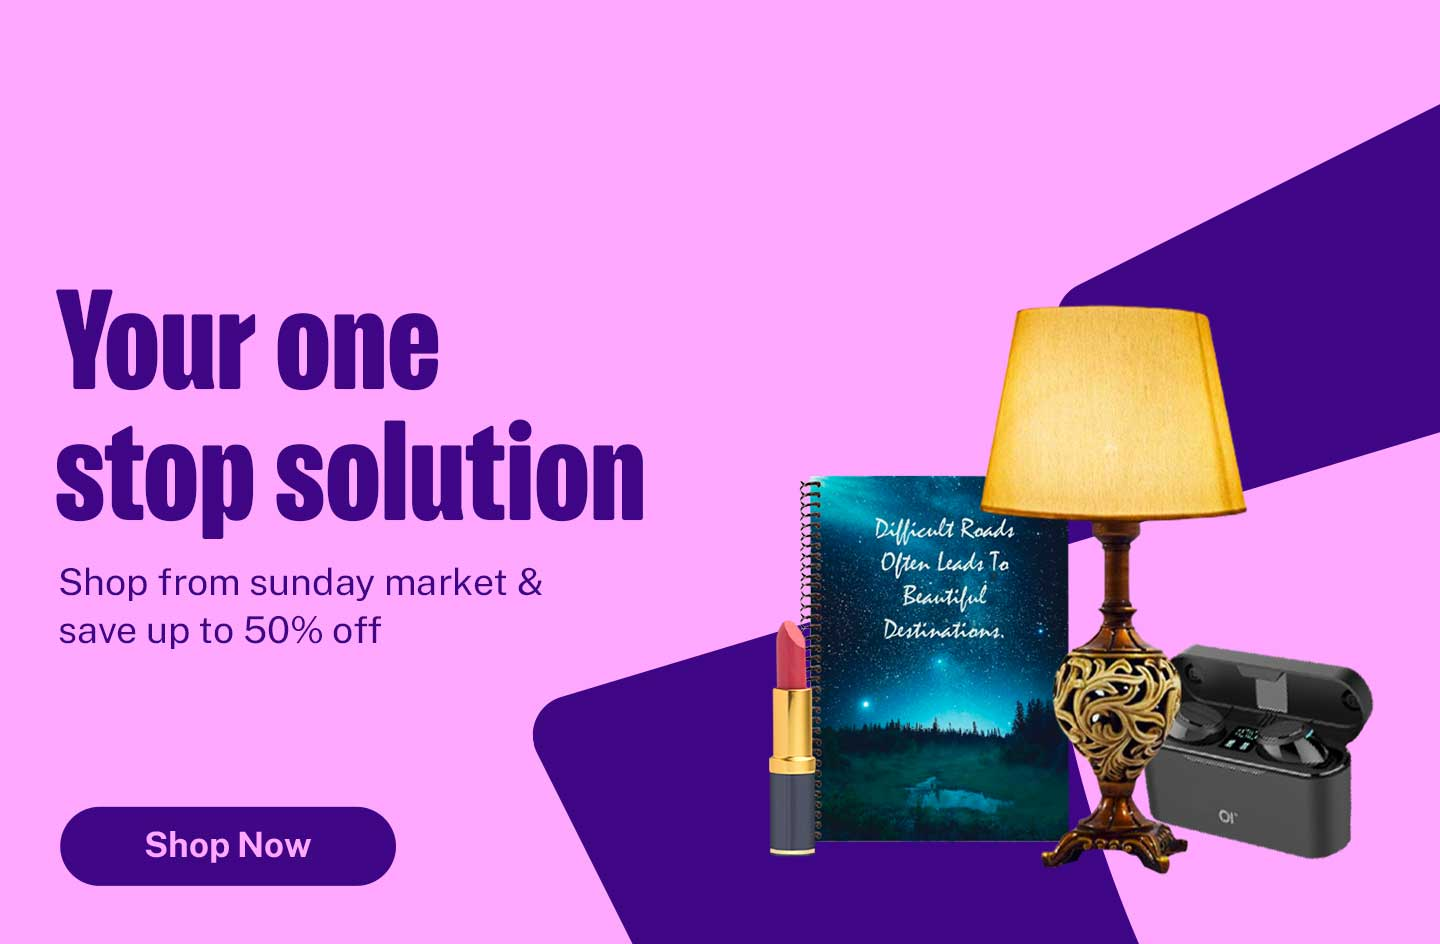 Your one
stop solution
Shop from sunday market &
save up to 50% off
Shop Now
Difficult Roads
Often Leads To
Beautiful
Destinations.